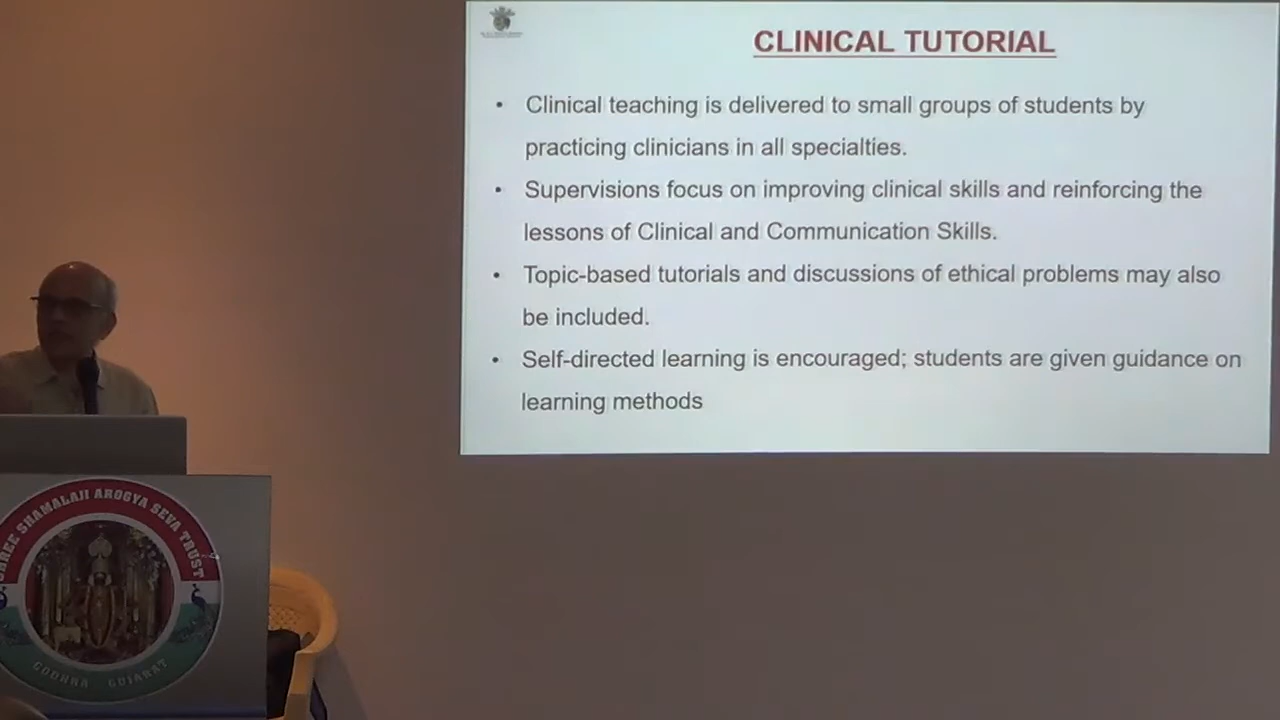 CLINICAL TUTORIAL
• Clinical teaching is delivered to small groups of students by
practicing clinicians in all specialties.
• Supervisions focus on improving clinical skills and reinforcing the
lessons of Clinical and Communication Skills.
• Topic-based tutorials and discussions of ethical problems may also
be included.
• Self-directed learning is encouraged; students are given guidance on
learning methods
SHAMALAJI AROGYA SEVA TRUST
GODHRA GUJARAT